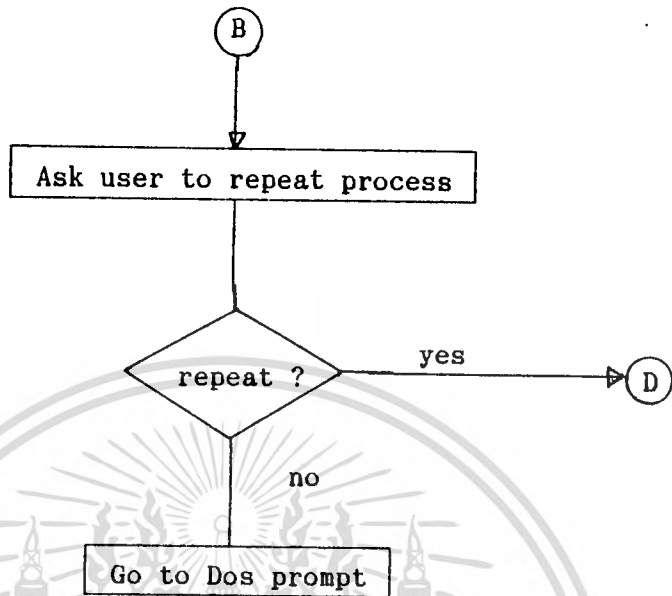 B
Ask user to repeat process
repeat ?
yes
D
no
Go to Dos prompt